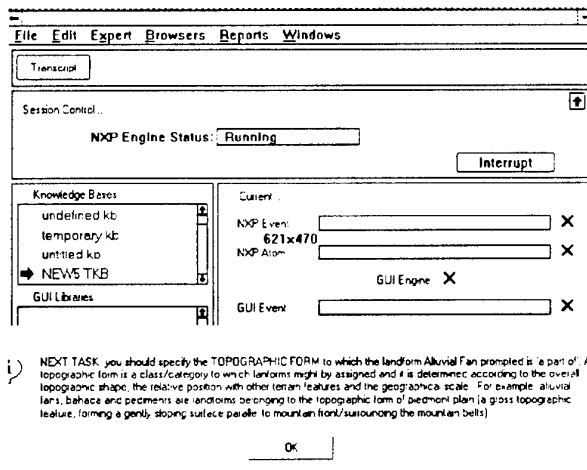 File Edit Expert Browsers Reports Windows
Transcript
Session Control...
NXP Engine Status: Running
Interrupt
Knowledge Bases
undefined kb
temporary kb
untitled kb
NEW5 TKB
GUI Libraries
Current...
NXP Event
621x470
NXP Atom
GUI Engine
GUI Event
NEXT TASK you should specify the TOPOGRAPHIC FORM to which the landform Alluvial Fan prompted is 'a part of'. A
topographic form is a class/category to which lanforms might by assigned and it is determined according to the overall
topographic shape, the relative position with other terrain features and the geographical scale. For example alluvial
fans, bahada and pediments are landforms belonging to the topographic form of piedmont plain (a gross topographic
feature, forming a gently sloping surface parallel to mountain front/surrounding the mountain belts)
OK